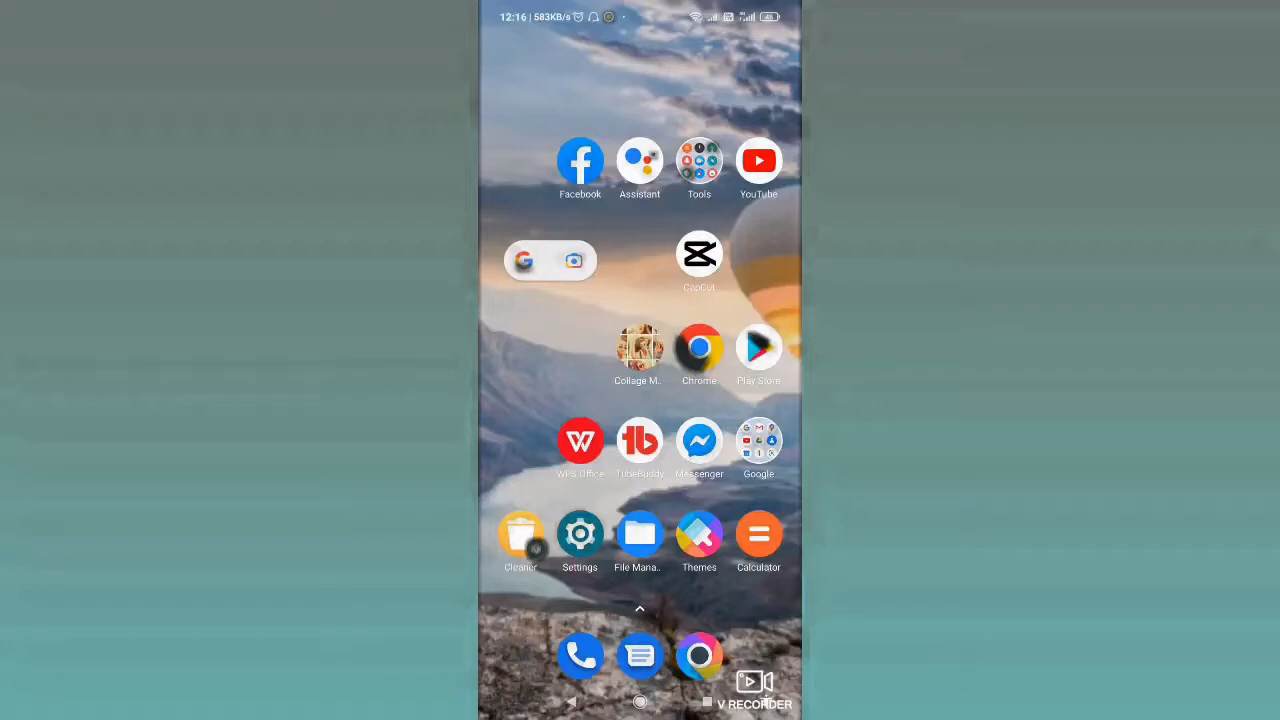 12:16 | 583KB/s
Facebook
Assistant
Tools
YouTube
CapCut
Collage M..
Chrome
Play Store
WPS Office
TubeBuddy
Messenger
Google
Cleaner
Settings
File Mana..
Themes
Calculator
V RECORDER